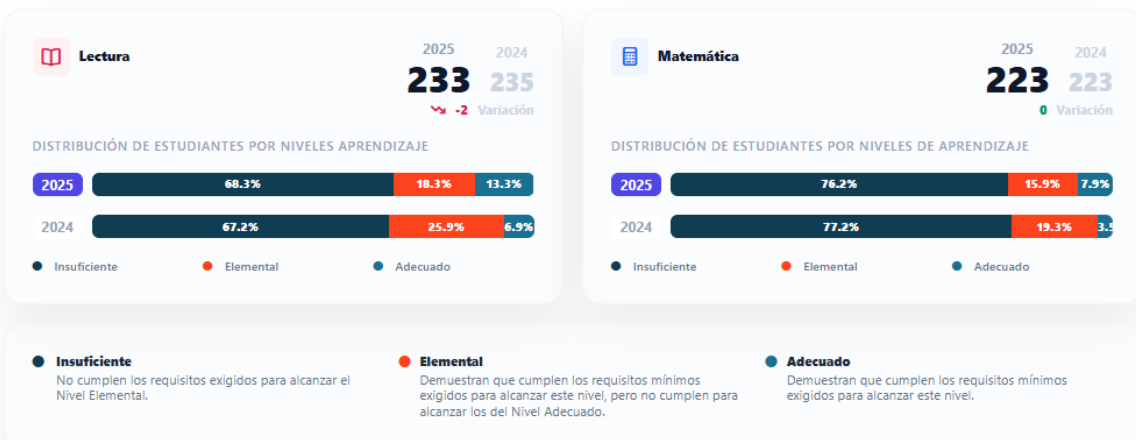 Lectura
2025 2024
233 235
-2 Variación
DISTRIBUCIÓN DE ESTUDIANTES POR NIVELES APRENDIZAJE
2025 68.3% 18.3% 13.3%
2024 67.2% 25.9% 6.9%
Insuficiente Elemental Adecuado
Matemática
2025 2024
223 223
0 Variación
DISTRIBUCIÓN DE ESTUDIANTES POR NIVELES DE APRENDIZAJE
2025 76.2% 15.9% 7.9%
2024 77.2% 19.3% 3.5
Insuficiente Elemental Adecuado
Insuficiente
No cumplen los requisitos exigidos para alcanzar el
Nivel Elemental.
Elemental
Demuestran que cumplen los requisitos mínimos
exigidos para alcanzar este nivel, pero no cumplen para
alcanzar los del Nivel Adecuado.
Adecuado
Demuestran que cumplen los requisitos mínimos
exigidos para alcanzar este nivel.